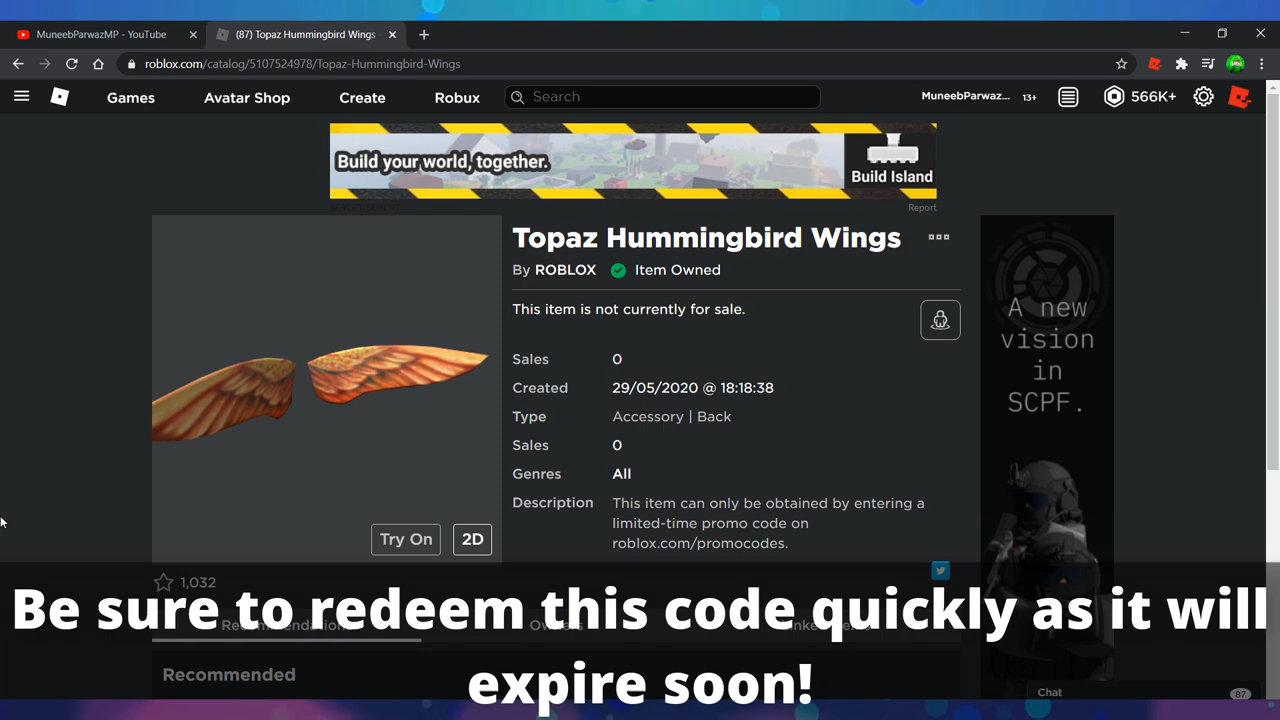 MuneebParwazMP - YouTube
(87) Topaz Hummingbird Wings
roblox.com/catalog/5107524978/Topaz-Hummingbird-Wings
Games
Avatar Shop
Create
Robux
Search
MuneebParwaz...
13+
566K+
Build your world, together.
Build Island
ADVERTISEMENT
Report
Topaz Hummingbird Wings
By ROBLOX
Item Owned
This item is not currently for sale.
Sales 0
Created 29/05/2020 @ 18:18:38
Type Accessory | Back
Sales 0
Genres All
Description This item can only be obtained by entering a
limited-time promo code on
roblox.com/promocodes.
Try On
2D
A new
vision
in
SCPF.
1,032
Be sure to redeem this code quickly as it will
expire soon!
Recommendations
Recommended
Chat
87